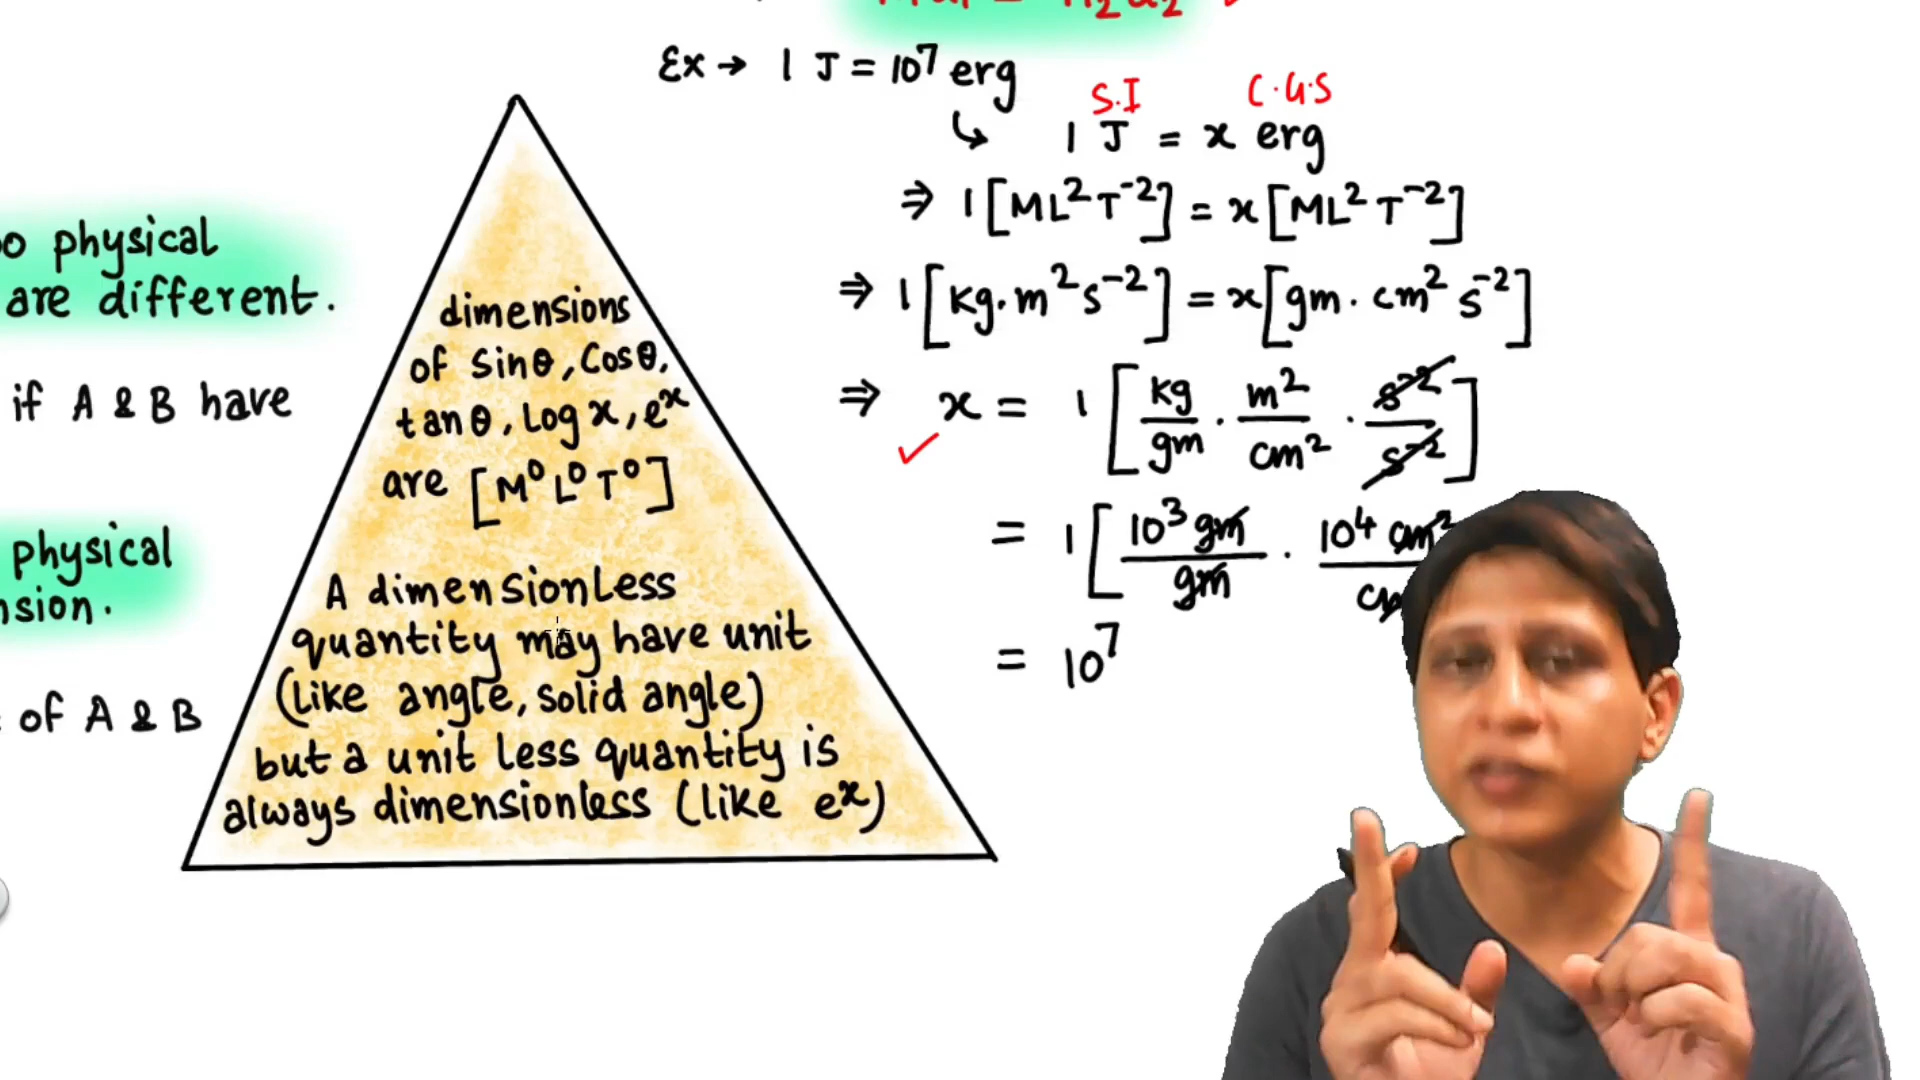 Ex → 1 J = 10⁷ erg
S.I C.G.S
↳ 1 J = x erg
⇒ 1 [ML²T⁻²] = x [ML²T⁻²]
⇒ 1 [kg·m²s⁻²] = x [gm·cm² s⁻²]
⇒ x = 1 [kg/gm · m²/cm² · s⁻²/s⁻²]
= 1 [10³ gm/gm · 10⁴ cm²
= 10⁷
physical
are different.
if A & B have
physical
of A & B
dimensions
of Sinθ, Cosθ,
tanθ, Log x, eˣ
are [M⁰L⁰T⁰]
A dimensionless
quantity may have unit
(like angle, solid angle)
but a unit less quantity is
always dimensionless (like eˣ)